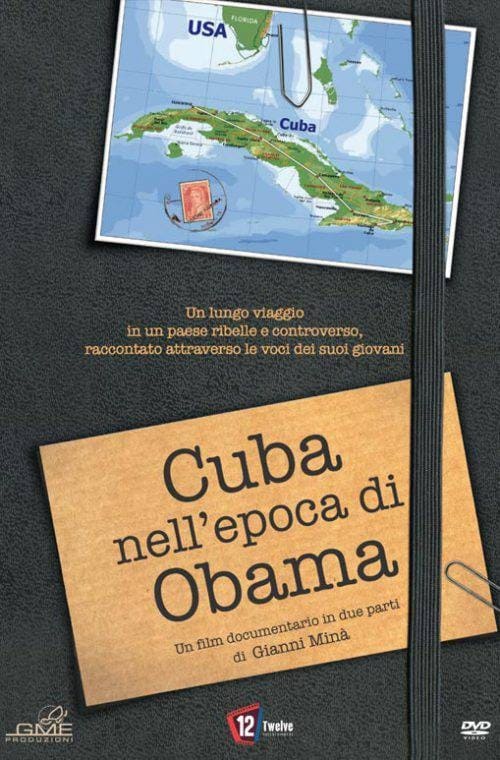 FLORIDA
USA
Cuba
Un lungo viaggio
in un paese ribelle e controverso,
raccontato attraverso le voci dei suoi giovani
Cuba
nell'epoca di
Obama
Un film documentario in due parti
di Gianni Minà
GME
PRODUZIONI
12 Twelve
ENTERTAINMENT
DVD
VIDEO